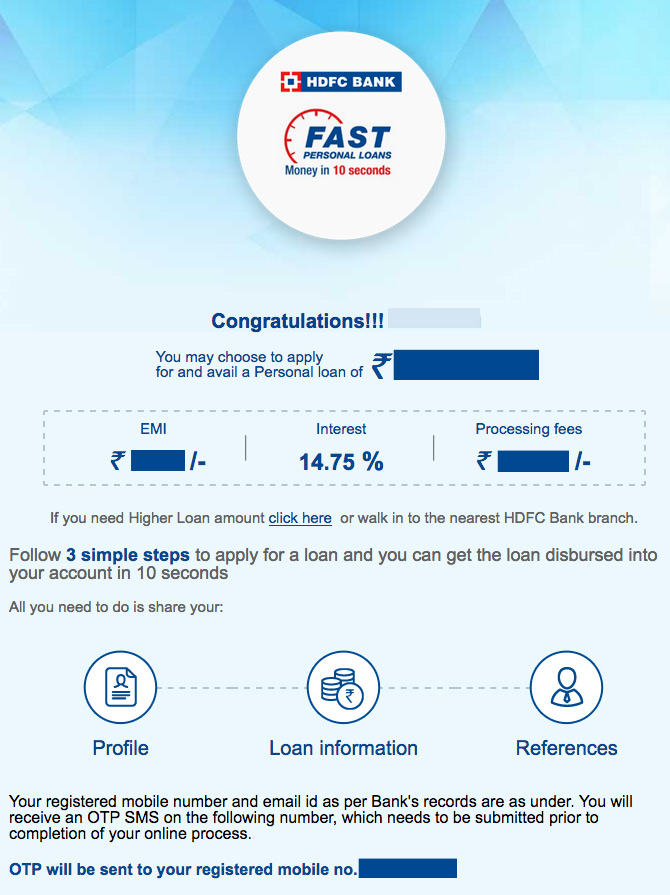 HDFC BANK
FAST
PERSONAL LOANS
Money in 10 seconds
Congratulations!!!
You may choose to apply
for and avail a Personal loan of ₹
EMI Interest Processing fees
₹ /- 14.75 % ₹ /-
If you need Higher Loan amount click here or walk in to the nearest HDFC Bank branch.
Follow 3 simple steps to apply for a loan and you can get the loan disbursed into
your account in 10 seconds
All you need to do is share your:
₹
Profile Loan information References
Your registered mobile number and email id as per Bank's records are as under. You will
receive an OTP SMS on the following number, which needs to be submitted prior to
completion of your online process.
OTP will be sent to your registered mobile no.